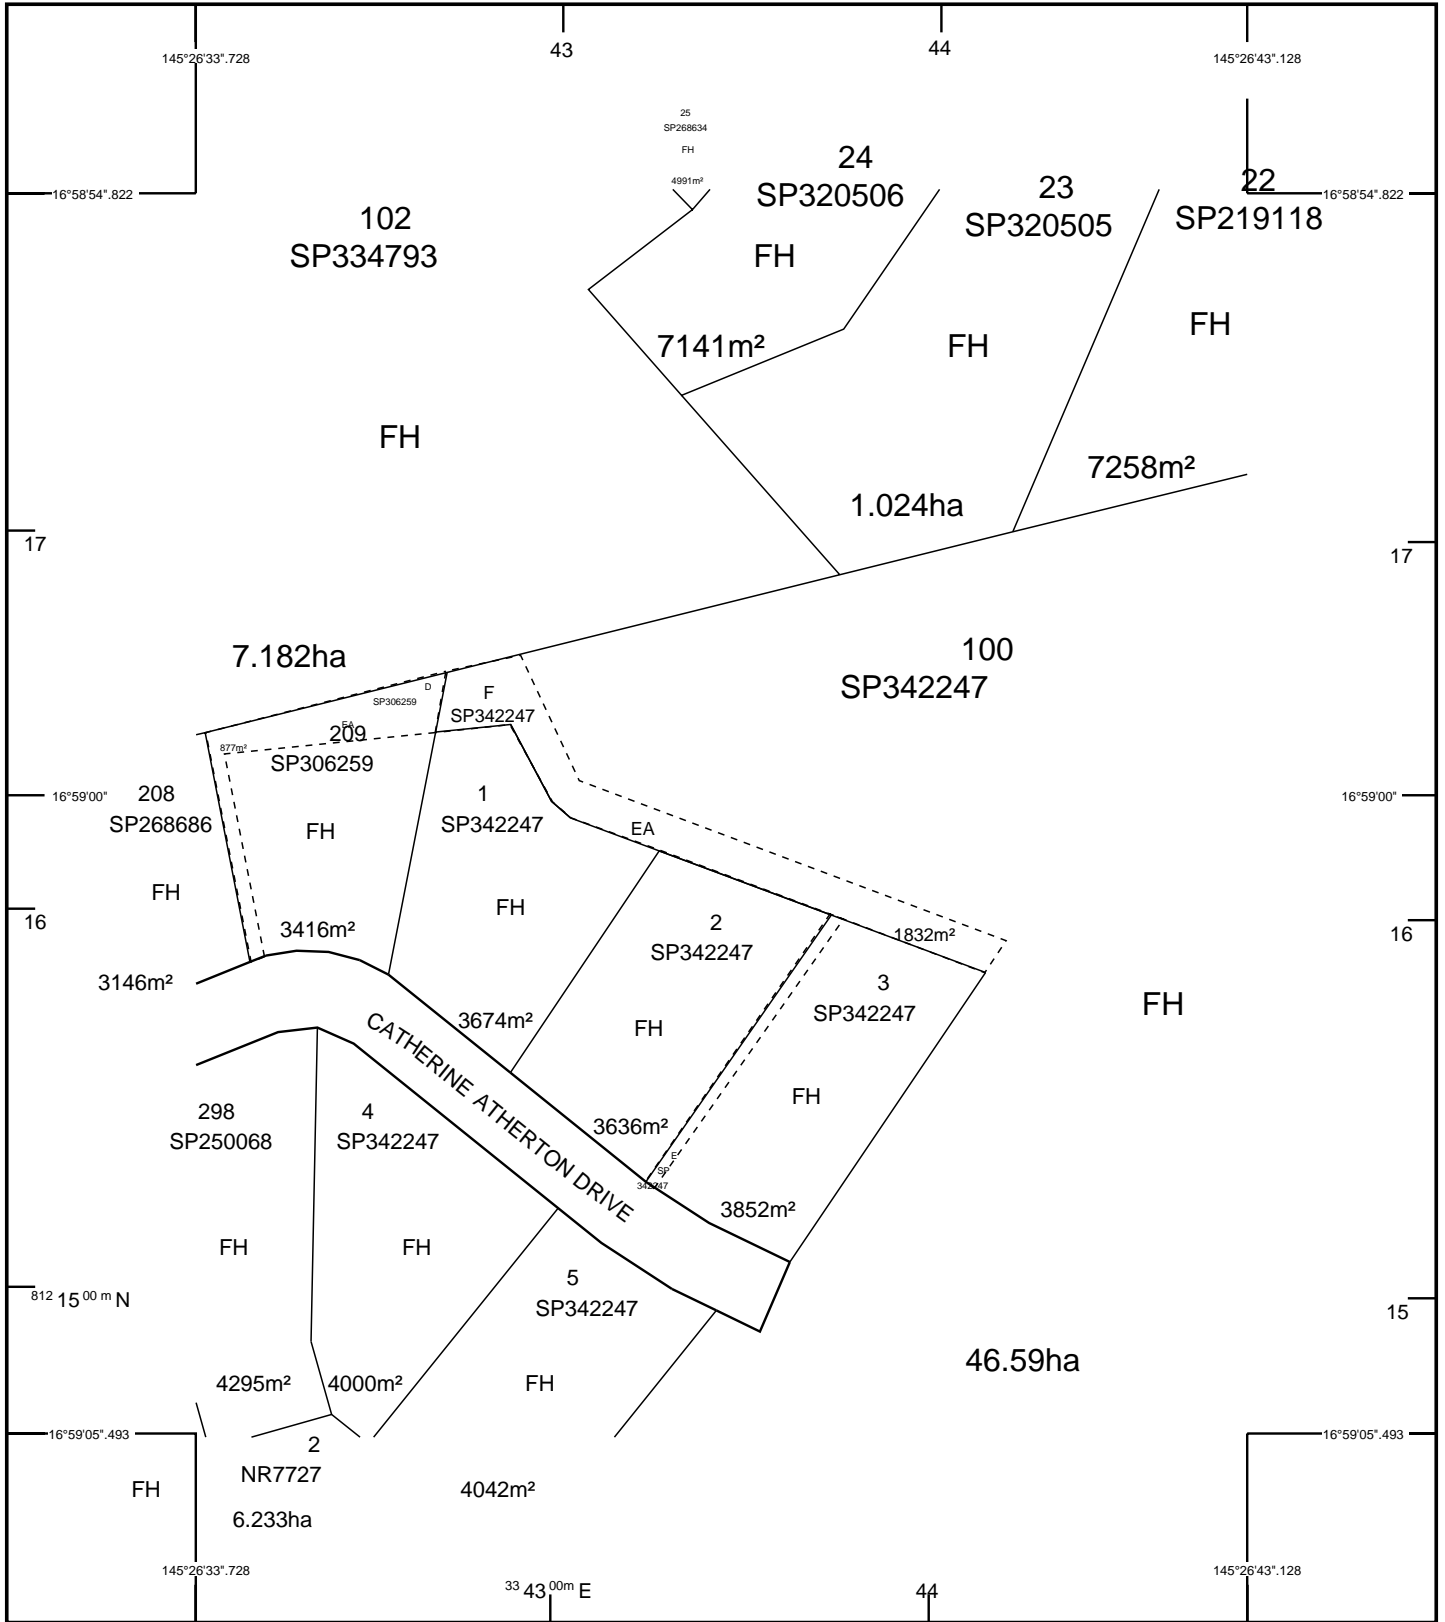 43
44
145°26'33".728
145°26'43".128
25
SP268634
FH
4991m²
24
SP320506
FH
7141m²
23
SP320505
FH
1.024ha
22
SP219118
FH
7258m²
16°58'54".822
16°58'54".822
102
SP334793
FH
7.182ha
17
17
100
SP342247
FH
46.59ha
D
SP306259
EA
877m²
F
SP342247
EA
1832m²
209
SP306259
FH
3416m²
16°59'00"
16°59'00"
208
SP268686
FH
3146m²
1
SP342247
FH
3674m²
16
16
2
SP342247
FH
3636m²
3
SP342247
FH
3852m²
E
SP
342247
CATHERINE ATHERTON DRIVE
298
SP250068
FH
4295m²
4
SP342247
FH
4000m²
5
SP342247
FH
4042m²
812 15 00 m N
15
16°59'05".493
16°59'05".493
2
NR7727
6.233ha
FH
145°26'33".728
145°26'43".128
33 43 00m E
44